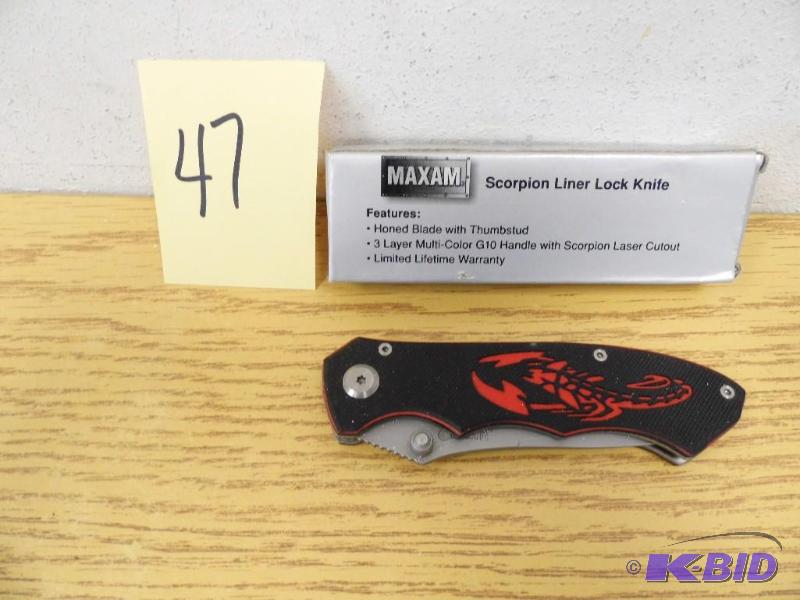 47
MAXAM
Scorpion Liner Lock Knife
Features:
• Honed Blade with Thumbstud
• 3 Layer Multi-Color G10 Handle with Scorpion Laser Cutout
• Limited Lifetime Warranty
© K-BID